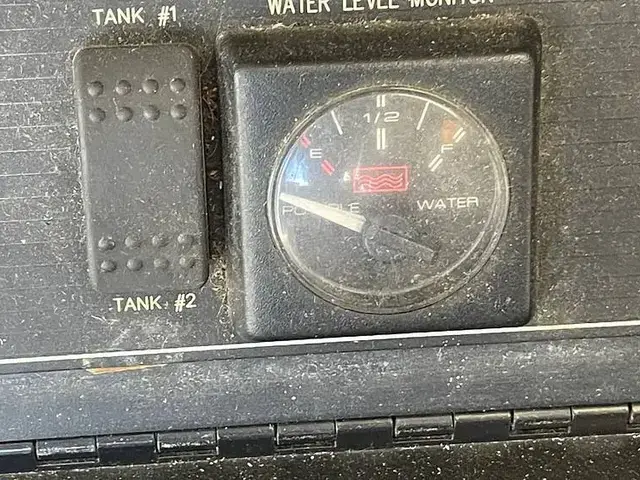 TANK #1
WATER LEVEL MONITOR
1/2
E
F
POTABLE WATER
TANK #2